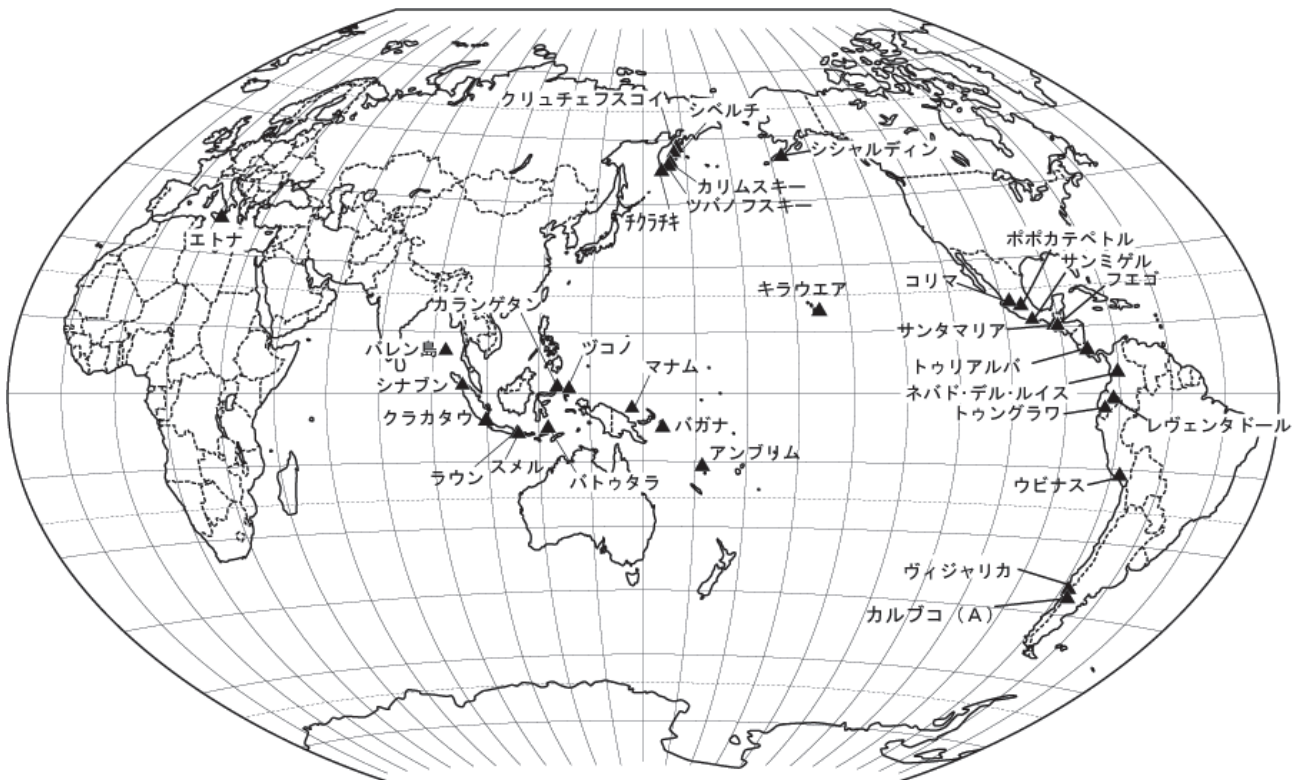 クリュチェフスコイ
シベルチ
シシャルディン
カリムスキー
ヅパノフスキー
チクラチキ
エトナ
ポポカテペトル
サンミゲル
フエゴ
コリマ
キラウエア
カランゲタン
サンタマリア
バレン島
ヅコノ
マナム
トゥリアルバ
シナブン
ネバド・デル・ルイス
トゥングラワ
クラカタウ
バガナ
レヴェンタドール
アンブリム
スメル
ラウン
バトゥタラ
ウビナス
ヴィジャリカ
カルブコ（A）